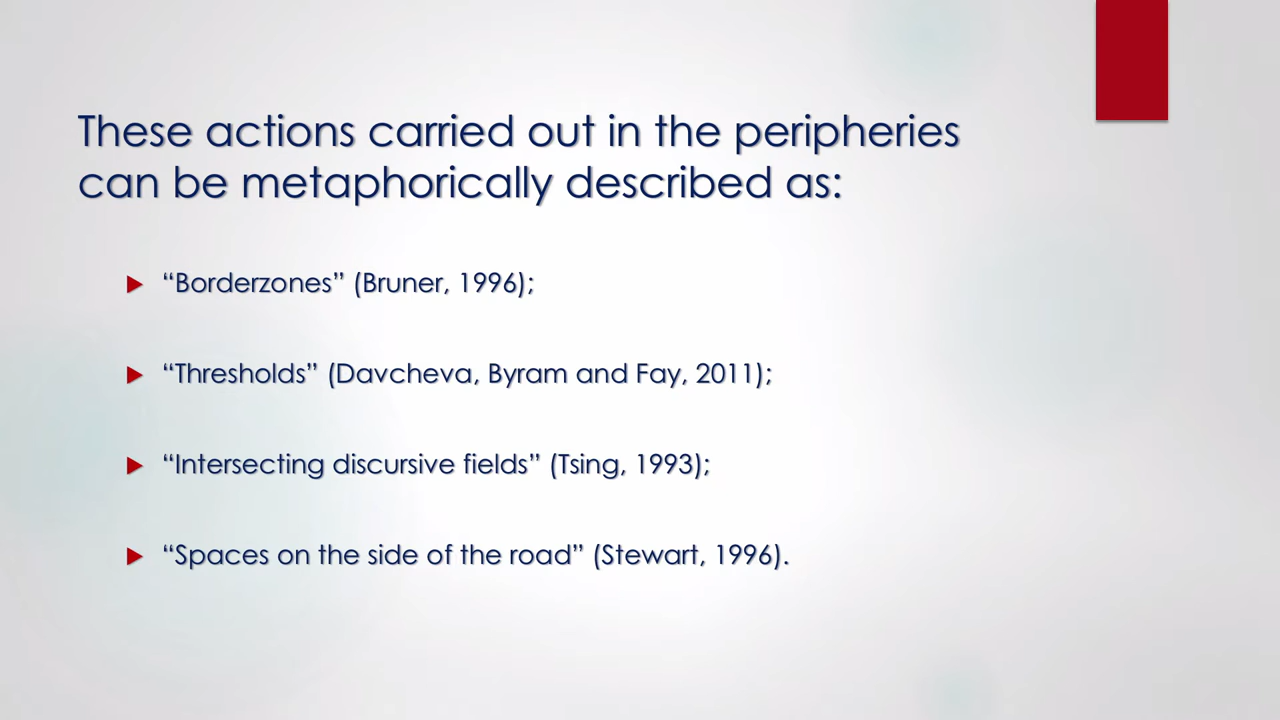 These actions carried out in the peripheries
can be metaphorically described as:
“Borderzones” (Bruner, 1996);
“Thresholds” (Davcheva, Byram and Fay, 2011);
“Intersecting discursive fields” (Tsing, 1993);
“Spaces on the side of the road” (Stewart, 1996).